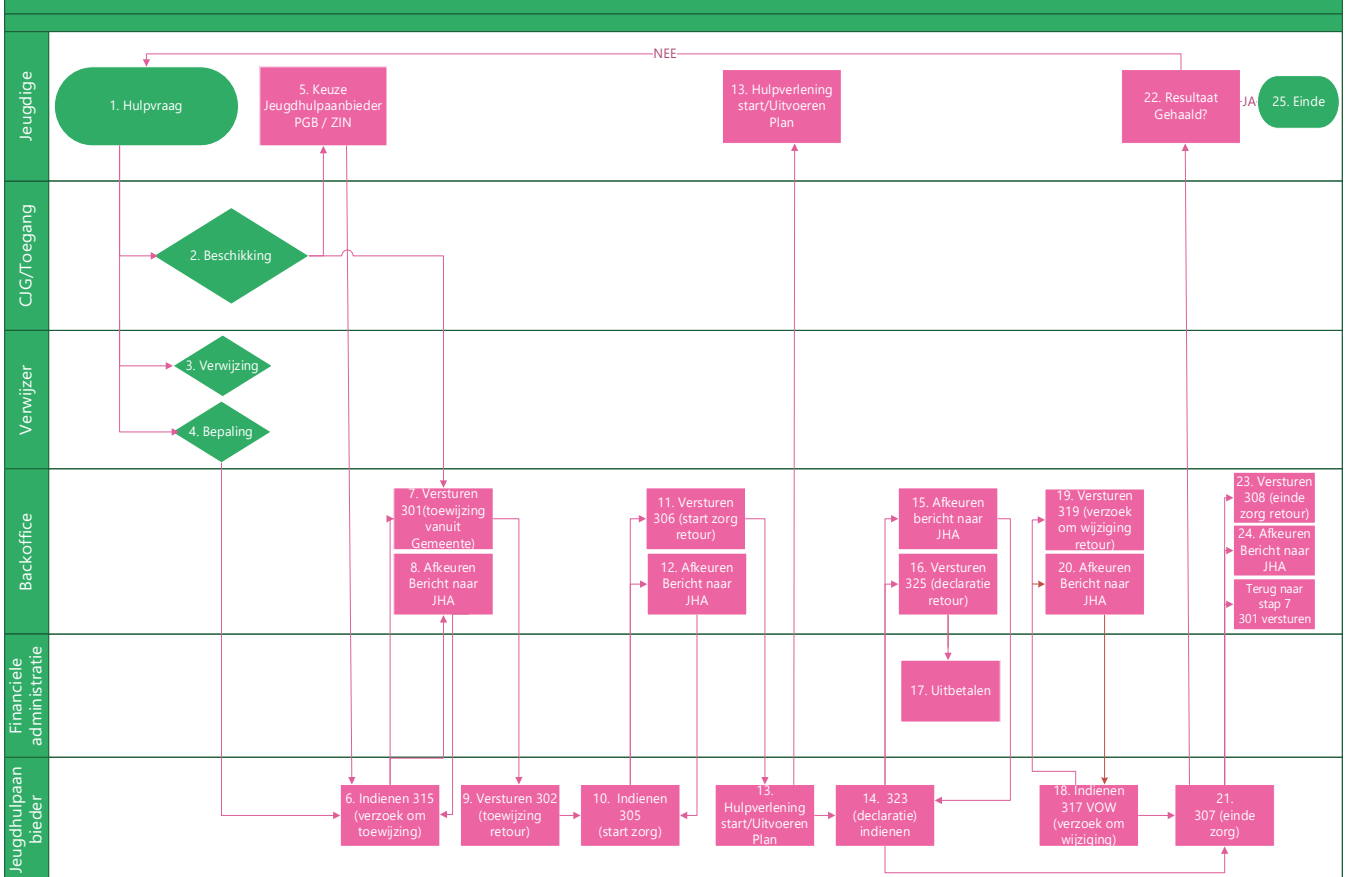 Jeugdige
NEE
1. Hulpvraag
5. Keuze
Jeugdhulpaanbieder
PGB / ZIN
13. Hulpverlening
start/Uitvoeren
Plan
22. Resultaat
Gehaald?
JA
25. Einde
CJG/Toegang
2. Beschikking
Verwijzer
3. Verwijzing
4. Bepaling
Backoffice
7. Versturen
301(toewijzing
vanuit
Gemeente)
8. Afkeuren
Bericht naar
JHA
11. Versturen
306 (start zorg
retour)
12. Afkeuren
Bericht naar
JHA
15. Afkeuren
bericht naar
JHA
16. Versturen
325 (declaratie
retour)
19. Versturen
319 (verzoek
om wijziging
retour)
20. Afkeuren
Bericht naar
JHA
23. Versturen
308 (einde
zorg retour)
24. Afkeuren
Bericht naar
JHA
Terug naar
stap 7
301 versturen
Financiele
administratie
17. Uitbetalen
Jeugdhulpaan
bieder
6. Indienen 315
(verzoek om
toewijzing)
9. Versturen 302
(toewijzing
retour)
10. Indienen
305
(start zorg)
13.
Hulpverlening
start/Uitvoeren
Plan
14. 323
(declaratie)
indienen
18. Indienen
317 VOW
(verzoek om
wijziging)
21.
307 (einde
zorg)